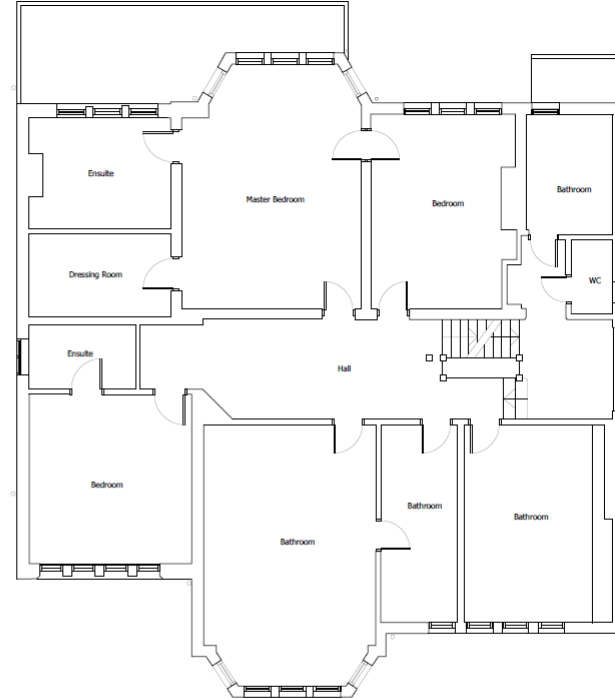 Ensuite
Master Bedroom
Bedroom
Bathroom
Dressing Room
WC
Ensuite
Hall
Bedroom
Bathroom
Bathroom
Bathroom